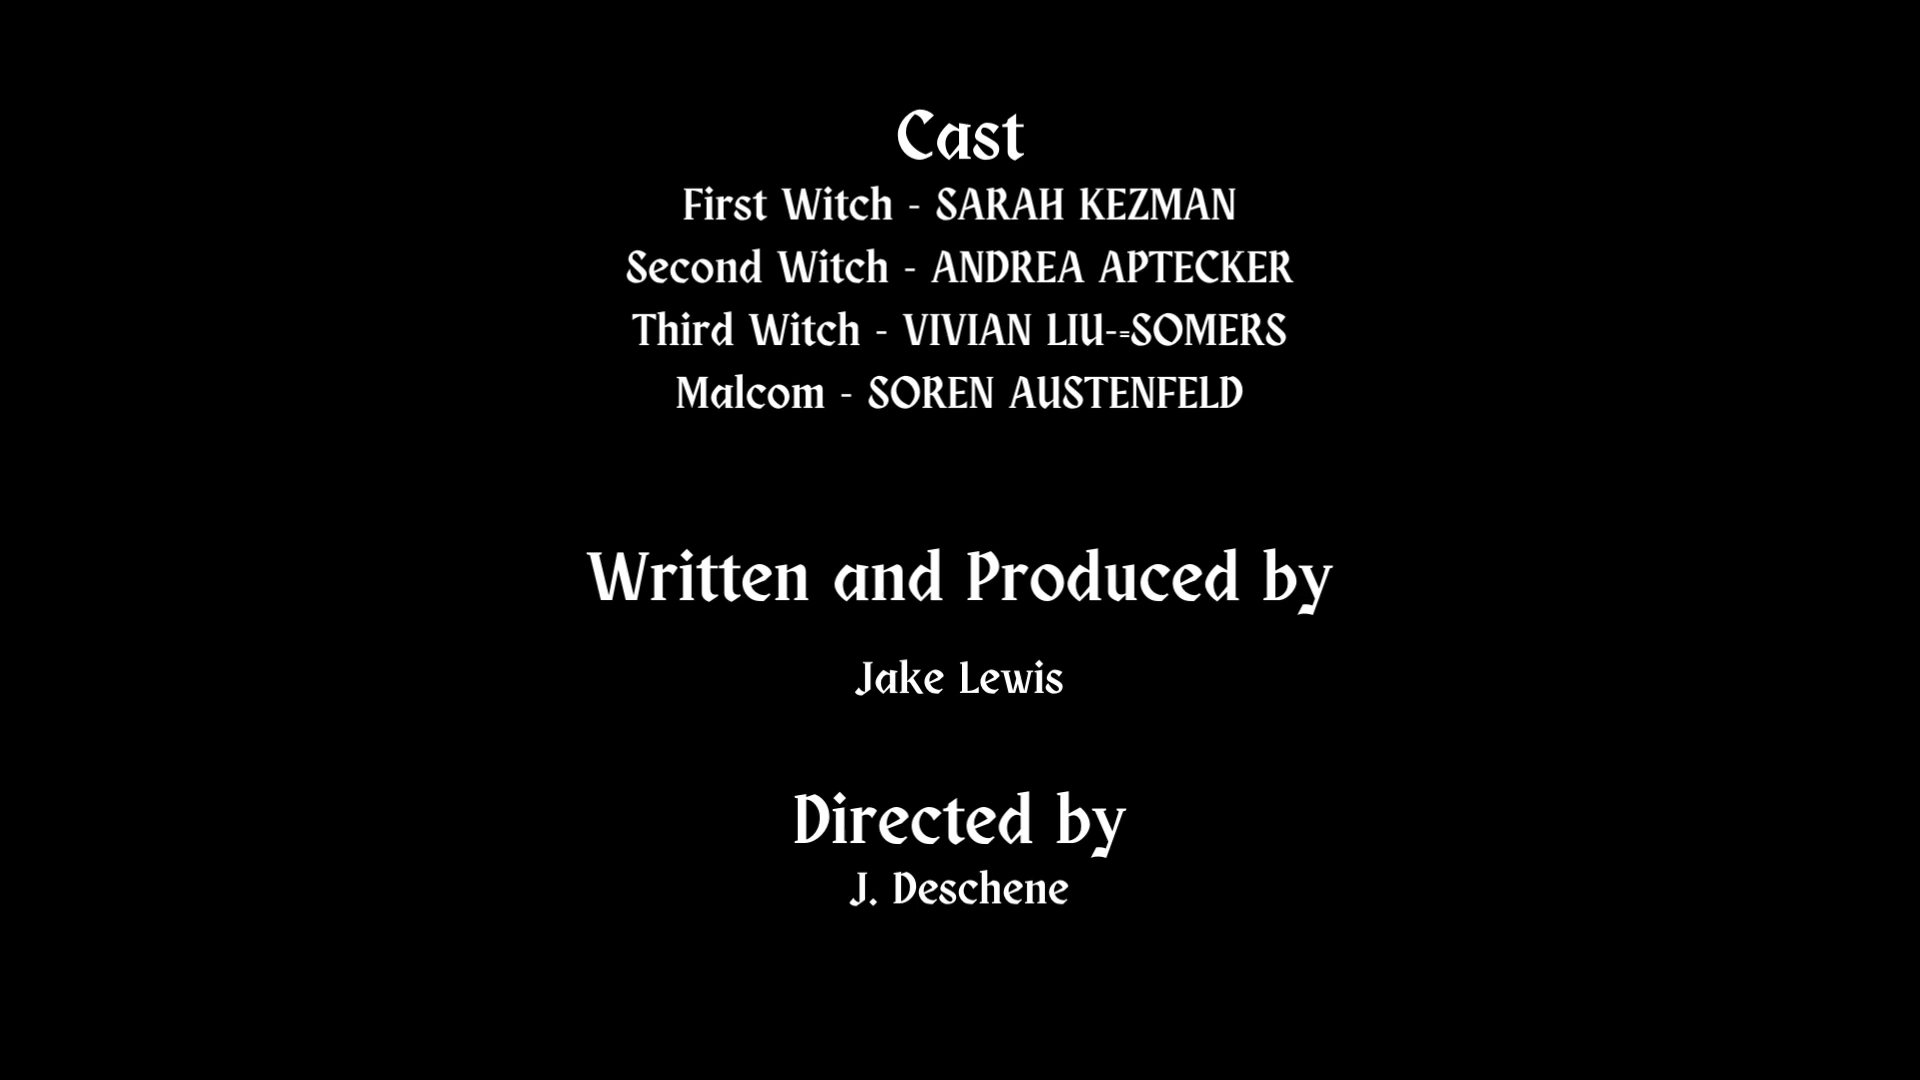 Cast
First Witch - SARAH KEZMAN
Second Witch - ANDREA APTECKER
Third Witch - VIVIAN LIU-=SOMERS
Malcom - SOREN AUSTENFELD
Written and Produced by
Jake Lewis
Directed by
J. Deschene